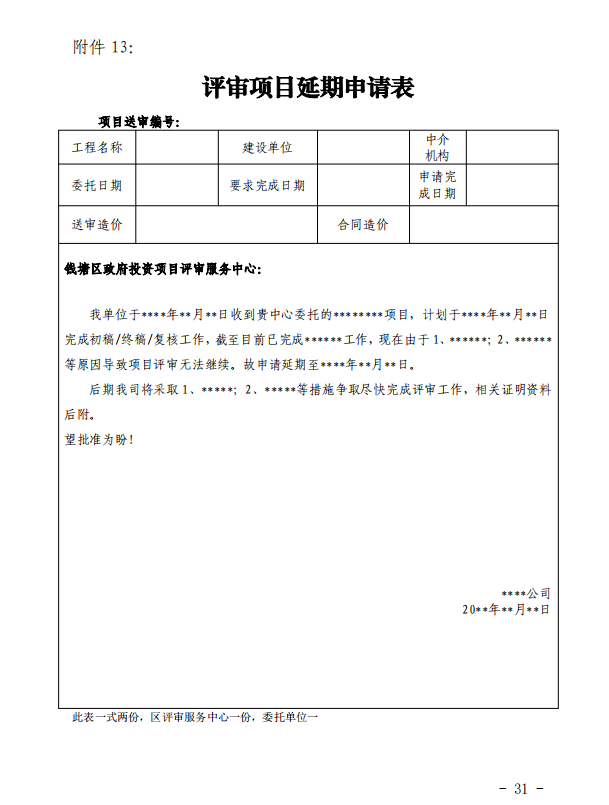 附件 13：
评审项目延期申请表
项目送审编号：
工程名称 建设单位 中介
机构
委托日期 要求完成日期 申请完
成日期
送审造价 合同造价
钱塘区政府投资项目评审服务中心：
我单位于****年**月**日收到贵中心委托的********项目，计划于****年**月**日
完成初稿/终稿/复核工作，截至目前已完成******工作，现在由于 1、******；2、******
等原因导致项目评审无法继续。故申请延期至****年**月**日。
后期我司将采取 1、*****；2、*****等措施争取尽快完成评审工作，相关证明资料
后附。
望批准为盼！
****公司
20**年**月**日
此表一式两份，区评审服务中心一份，委托单位一
- 31 -